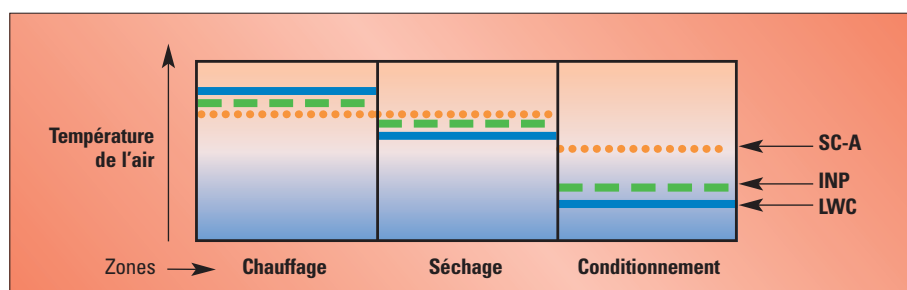 Température
de l'air
SC-A
INP
LWC
Zones
Chauffage
Séchage
Conditionnement